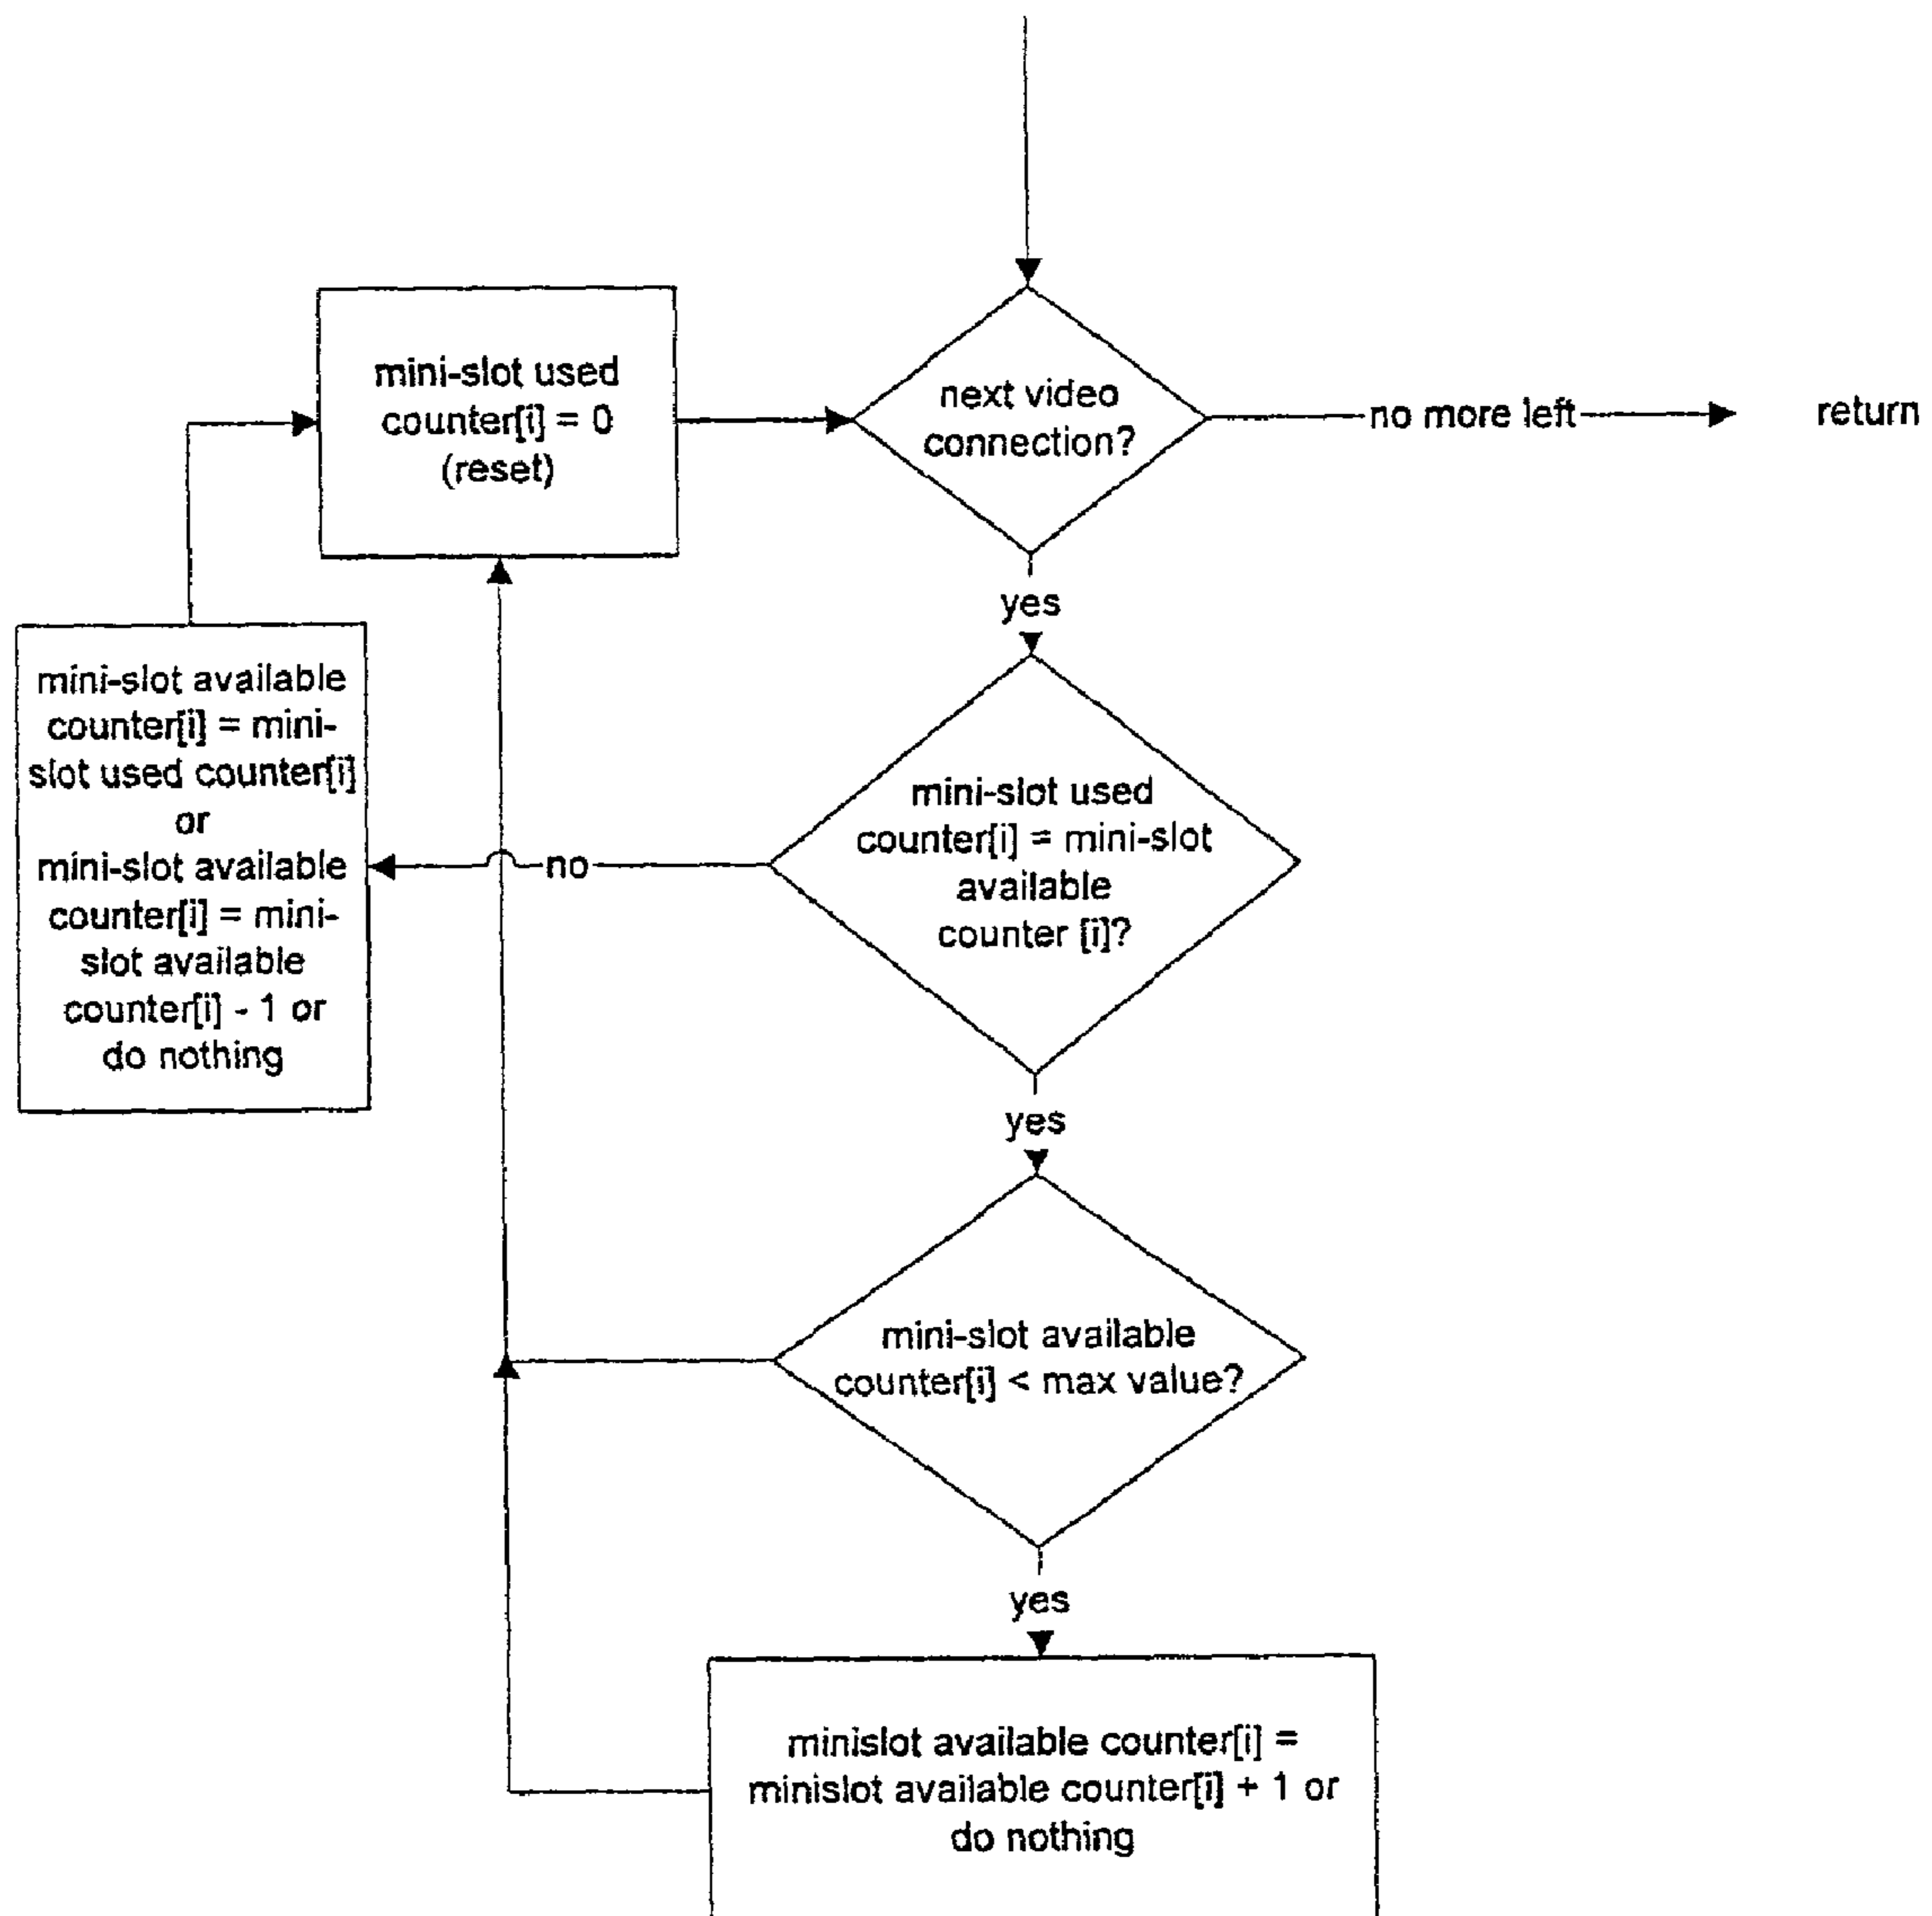 mini-slot used
counter[i] = 0
(reset)
next video
connection?
no more left
return
yes
mini-slot available
counter[i] = mini-
slot used counter[i]
or
mini-slot available
counter[i] = mini-
slot available
counter[i] - 1 or
do nothing
no
mini-slot used
counter[i] = mini-slot
available
counter [i]?
yes
mini-slot available
counter[i] < max value?
yes
minislot available counter[i] =
minislot available counter[i] + 1 or
do nothing